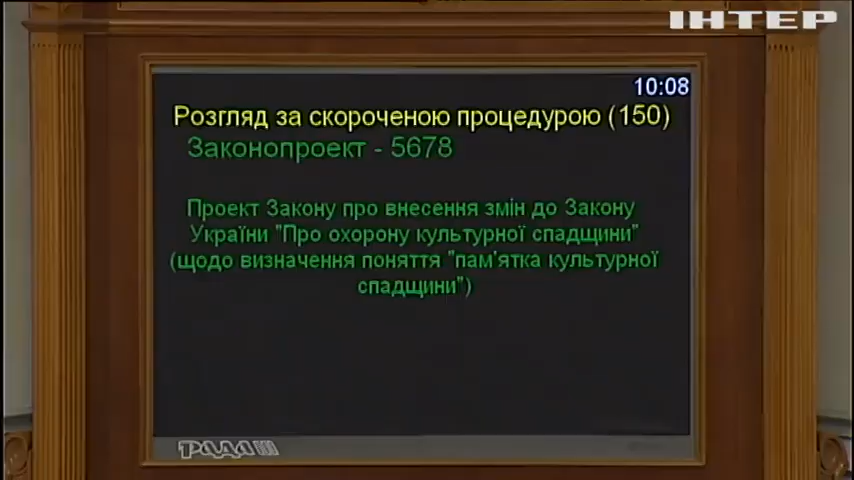 ІНТЕР
10:08
Розгляд за скороченою процедурою (150)
Законопроект - 5678
Проект Закону про внесення змін до Закону
України "Про охорону культурної спадщини"
(щодо визначення поняття "пам'ятка культурної
спадщини")
РАДА